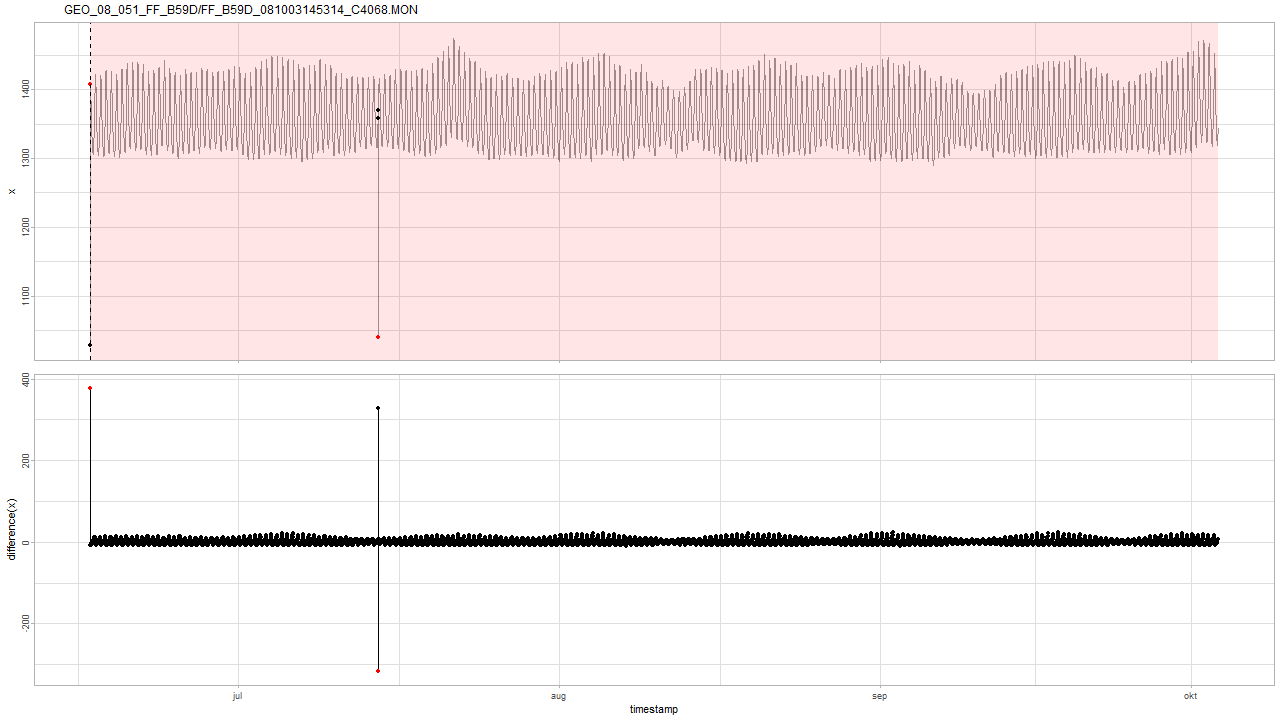 GEO_08_051_FF_B59D/FF_B59D_081003145314_C4068.MON
1400
1300
x
1200
1100
400
200
difference(x)
0
-200
jul
aug
sep
okt
timestamp